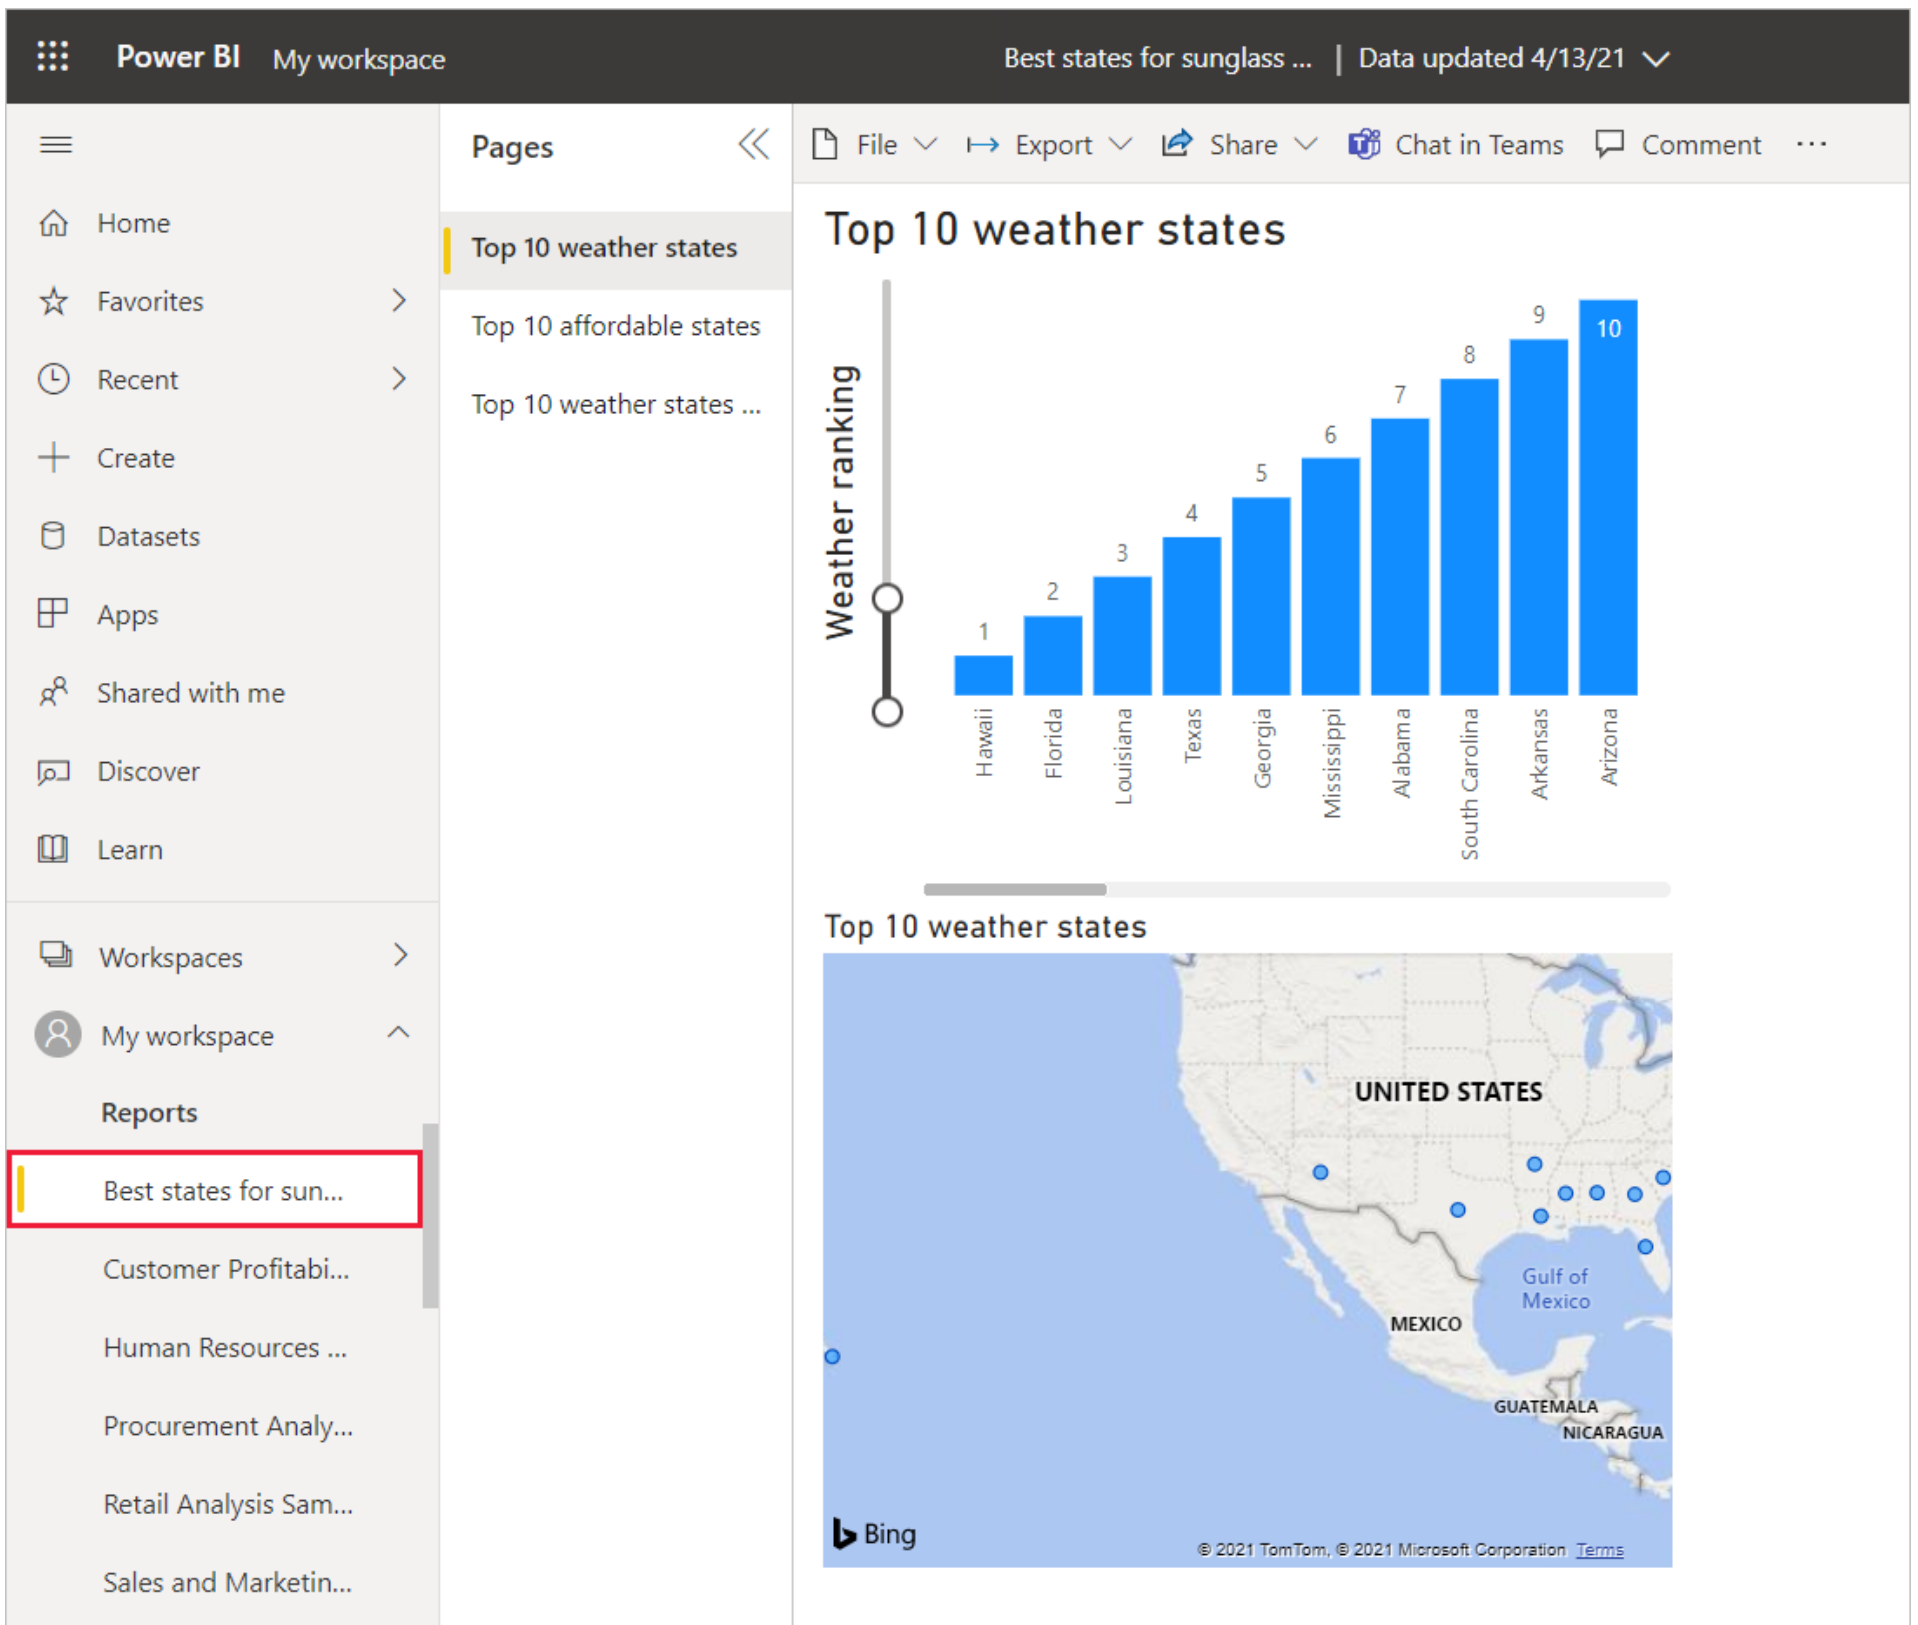 Power BI My workspace
Best states for sunglass ... | Data updated 4/13/21
Home
Favorites
Recent
Create
Datasets
Apps
Shared with me
Discover
Learn
Workspaces
My workspace
Reports
Best states for sun...
Customer Profitabi...
Human Resources ...
Procurement Analy...
Retail Analysis Sam...
Sales and Marketin...
Pages
Top 10 weather states
Top 10 affordable states
Top 10 weather states ...
File Export Share Chat in Teams Comment ...
Top 10 weather states
Weather ranking
1 2 3 4 5 6 7 8 9 10
Hawaii
Florida
Louisiana
Texas
Georgia
Mississippi
Alabama
South Carolina
Arkansas
Arizona
Top 10 weather states
UNITED STATES
Gulf of
Mexico
MEXICO
GUATEMALA
NICARAGUA
Bing
© 2021 TomTom, © 2021 Microsoft Corporation Terms